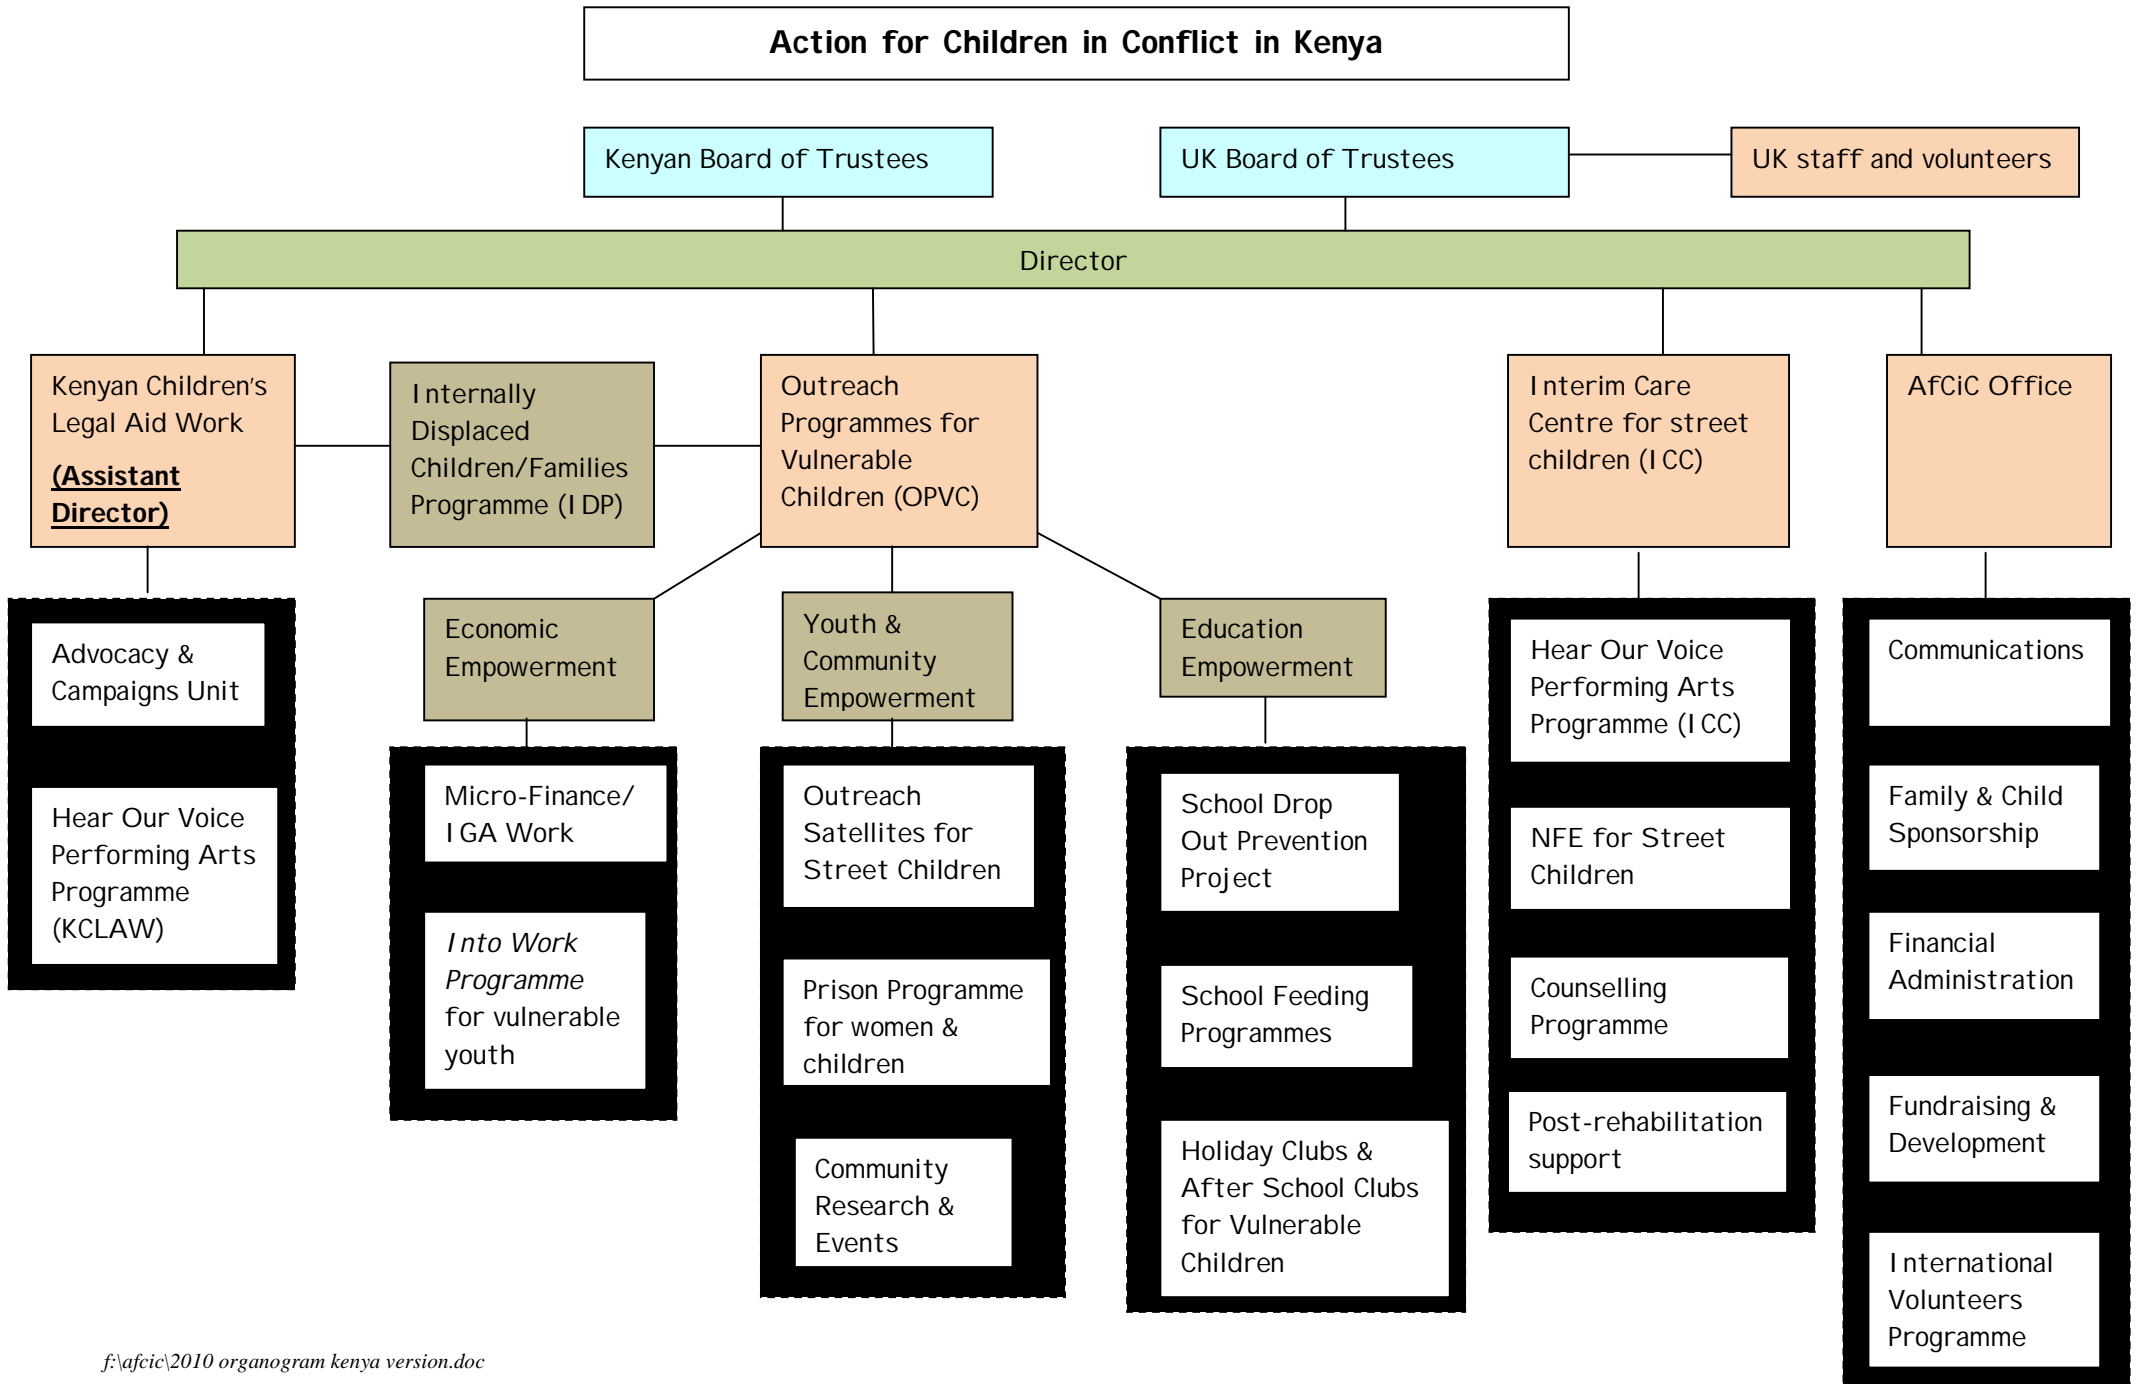 Action for Children in Conflict in Kenya
Kenyan Board of Trustees
UK Board of Trustees
UK staff and volunteers
Director
Kenyan Children's
Legal Aid Work
(Assistant
Director)
Internally
Displaced
Children/Families
Programme (IDP)
Outreach
Programmes for
Vulnerable
Children (OPVC)
Interim Care
Centre for street
children (ICC)
AfCiC Office
Advocacy &
Campaigns Unit
Hear Our Voice
Performing Arts
Programme
(KCLAW)
Economic
Empowerment
Micro-Finance/
IGA Work
Into Work
Programme
for vulnerable
youth
Youth &
Community
Empowerment
Outreach
Satellites for
Street Children
Prison Programme
for women &
children
Community
Research &
Events
Education
Empowerment
School Drop
Out Prevention
Project
School Feeding
Programmes
Holiday Clubs &
After School Clubs
for Vulnerable
Children
Hear Our Voice
Performing Arts
Programme (ICC)
NFE for Street
Children
Counselling
Programme
Post-rehabilitation
support
Communications
Family & Child
Sponsorship
Financial
Administration
Fundraising &
Development
International
Volunteers
Programme
f:\afcic\2010 organogram kenya version.doc